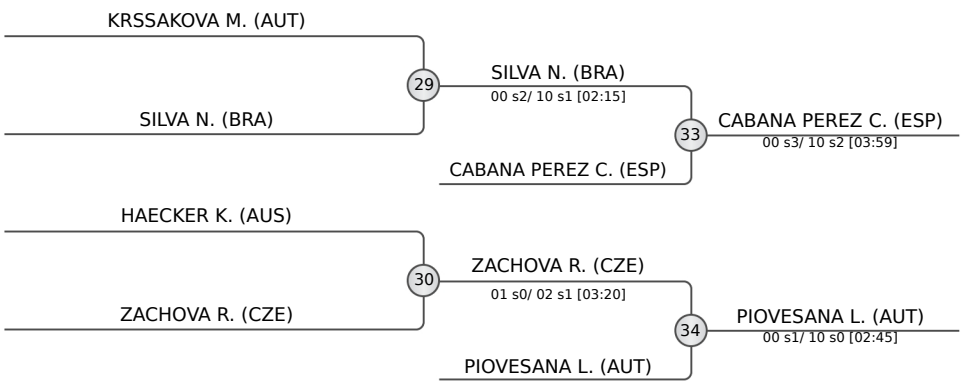 KRSSAKOVA M. (AUT)
29
SILVA N. (BRA)
SILVA N. (BRA)
00 s2/ 10 s1 [02:15]
33
CABANA PEREZ C. (ESP)
CABANA PEREZ C. (ESP)
00 s3/ 10 s2 [03:59]
HAECKER K. (AUS)
30
ZACHOVA R. (CZE)
ZACHOVA R. (CZE)
01 s0/ 02 s1 [03:20]
34
PIOVESANA L. (AUT)
PIOVESANA L. (AUT)
00 s1/ 10 s0 [02:45]